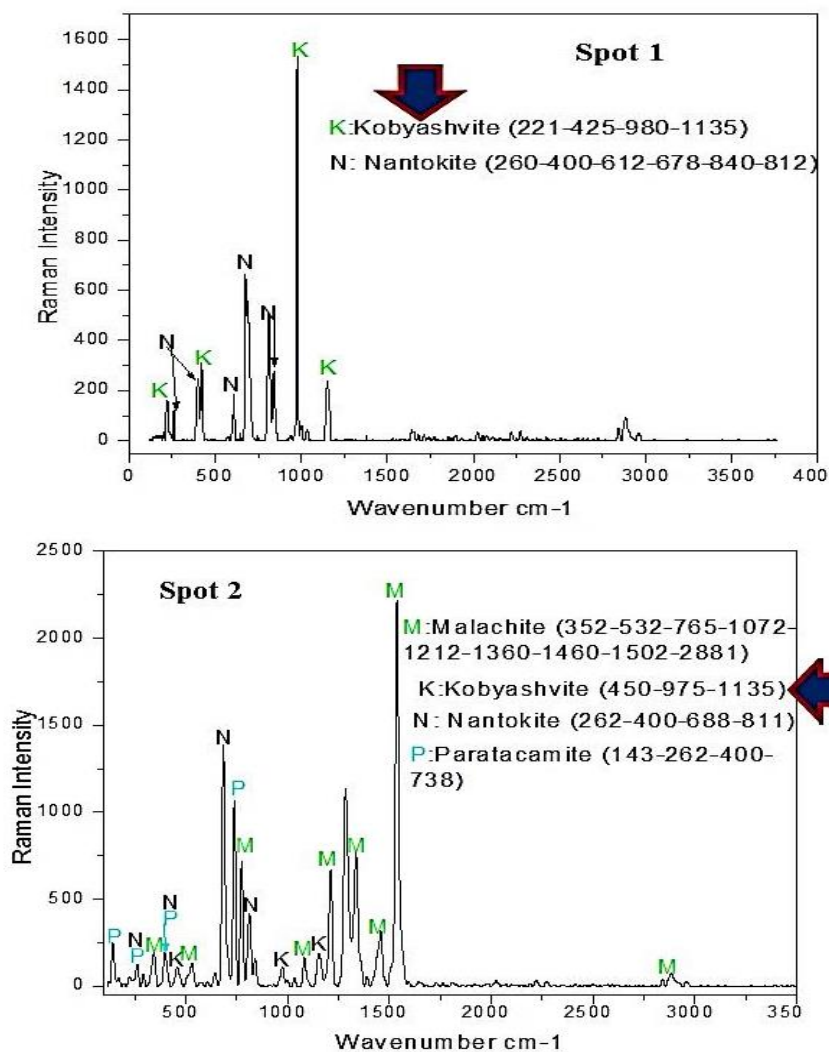 1600
1400
1200
1000
800
600
400
200
0
Raman Intensity
Spot 1
K
K:Kobyashvite (221-425-980-1135)
N: Nantokite (260-400-612-678-840-812)
N
N
N
K
K
N
K
0 500 1000 1500 2000 2500 3000 3500 400
Wavenumber cm-1
2500
2000
1500
1000
500
0
Raman Intensity
Spot 2
M
M:Malachite (352-532-765-1072-
1212-1360-1460-1502-2881)
K:Kobyashvite (450-975-1135)
N: Nantokite (262-400-688-811)
P:Paratacamite (143-262-400-
738)
N
P
M
M
M
N
N
P
P
N
P
M
K
M
K
M
K
M
M
500 1000 1500 2000 2500 3000 3500
Wavenumber cm-1